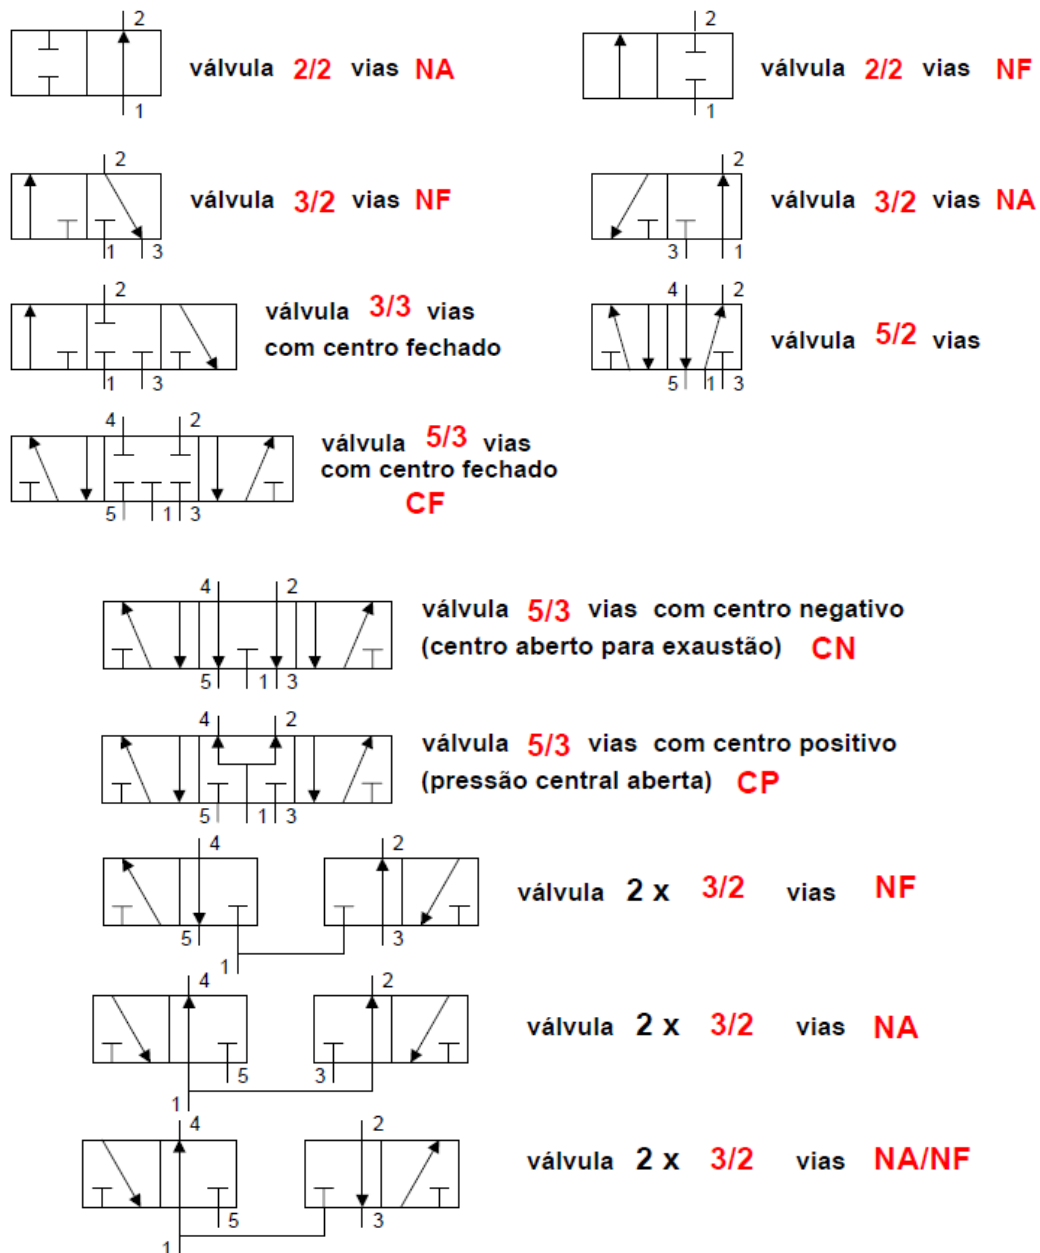 2
válvula 2/2 vias NA
1
2
válvula 2/2 vias NF
1
2
válvula 3/2 vias NF
1 3
2
válvula 3/2 vias NA
3 1
2
válvula 3/3 vias
com centro fechado
1 3
4 2
válvula 5/2 vias
5 1 3
4 2
válvula 5/3 vias
com centro fechado
CF
5 1 3
4 2
válvula 5/3 vias com centro negativo
(centro aberto para exaustão) CN
5 1 3
4 2
válvula 5/3 vias com centro positivo
(pressão central aberta) CP
5 1 3
4 2
válvula 2 x 3/2 vias NF
5 3
1
4 2
válvula 2 x 3/2 vias NA
5 3
1
4 2
válvula 2 x 3/2 vias NA/NF
5 3
1